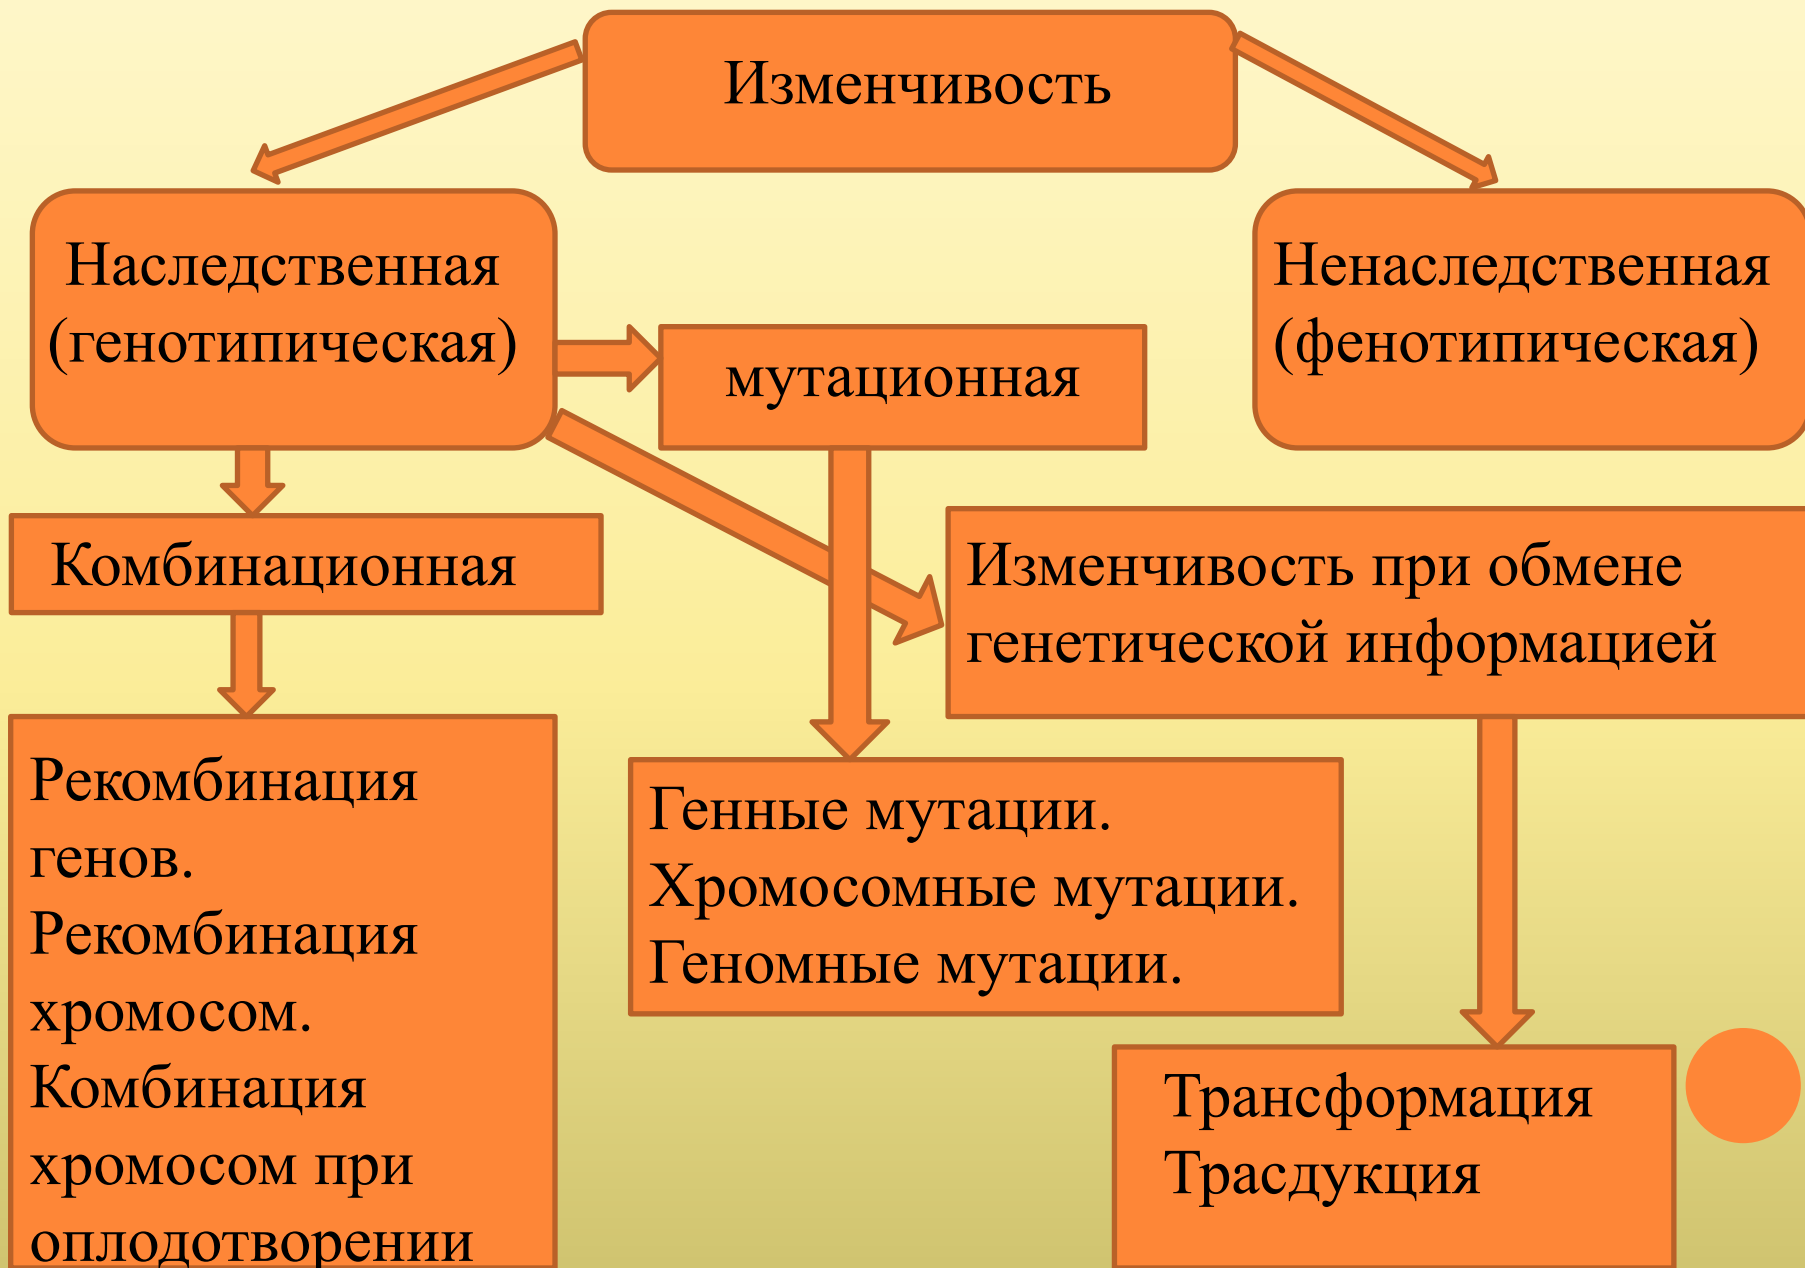 Изменчивость
Наследственная
(генотипическая)
Ненаследственная
(фенотипическая)
мутационная
Комбинационная
Изменчивость при обмене
генетической информацией
Рекомбинация
генов.
Рекомбинация
хромосом.
Комбинация
хромосом при
оплодотворении
Генные мутации.
Хромосомные мутации.
Геномные мутации.
Трансформация
Трасдукция